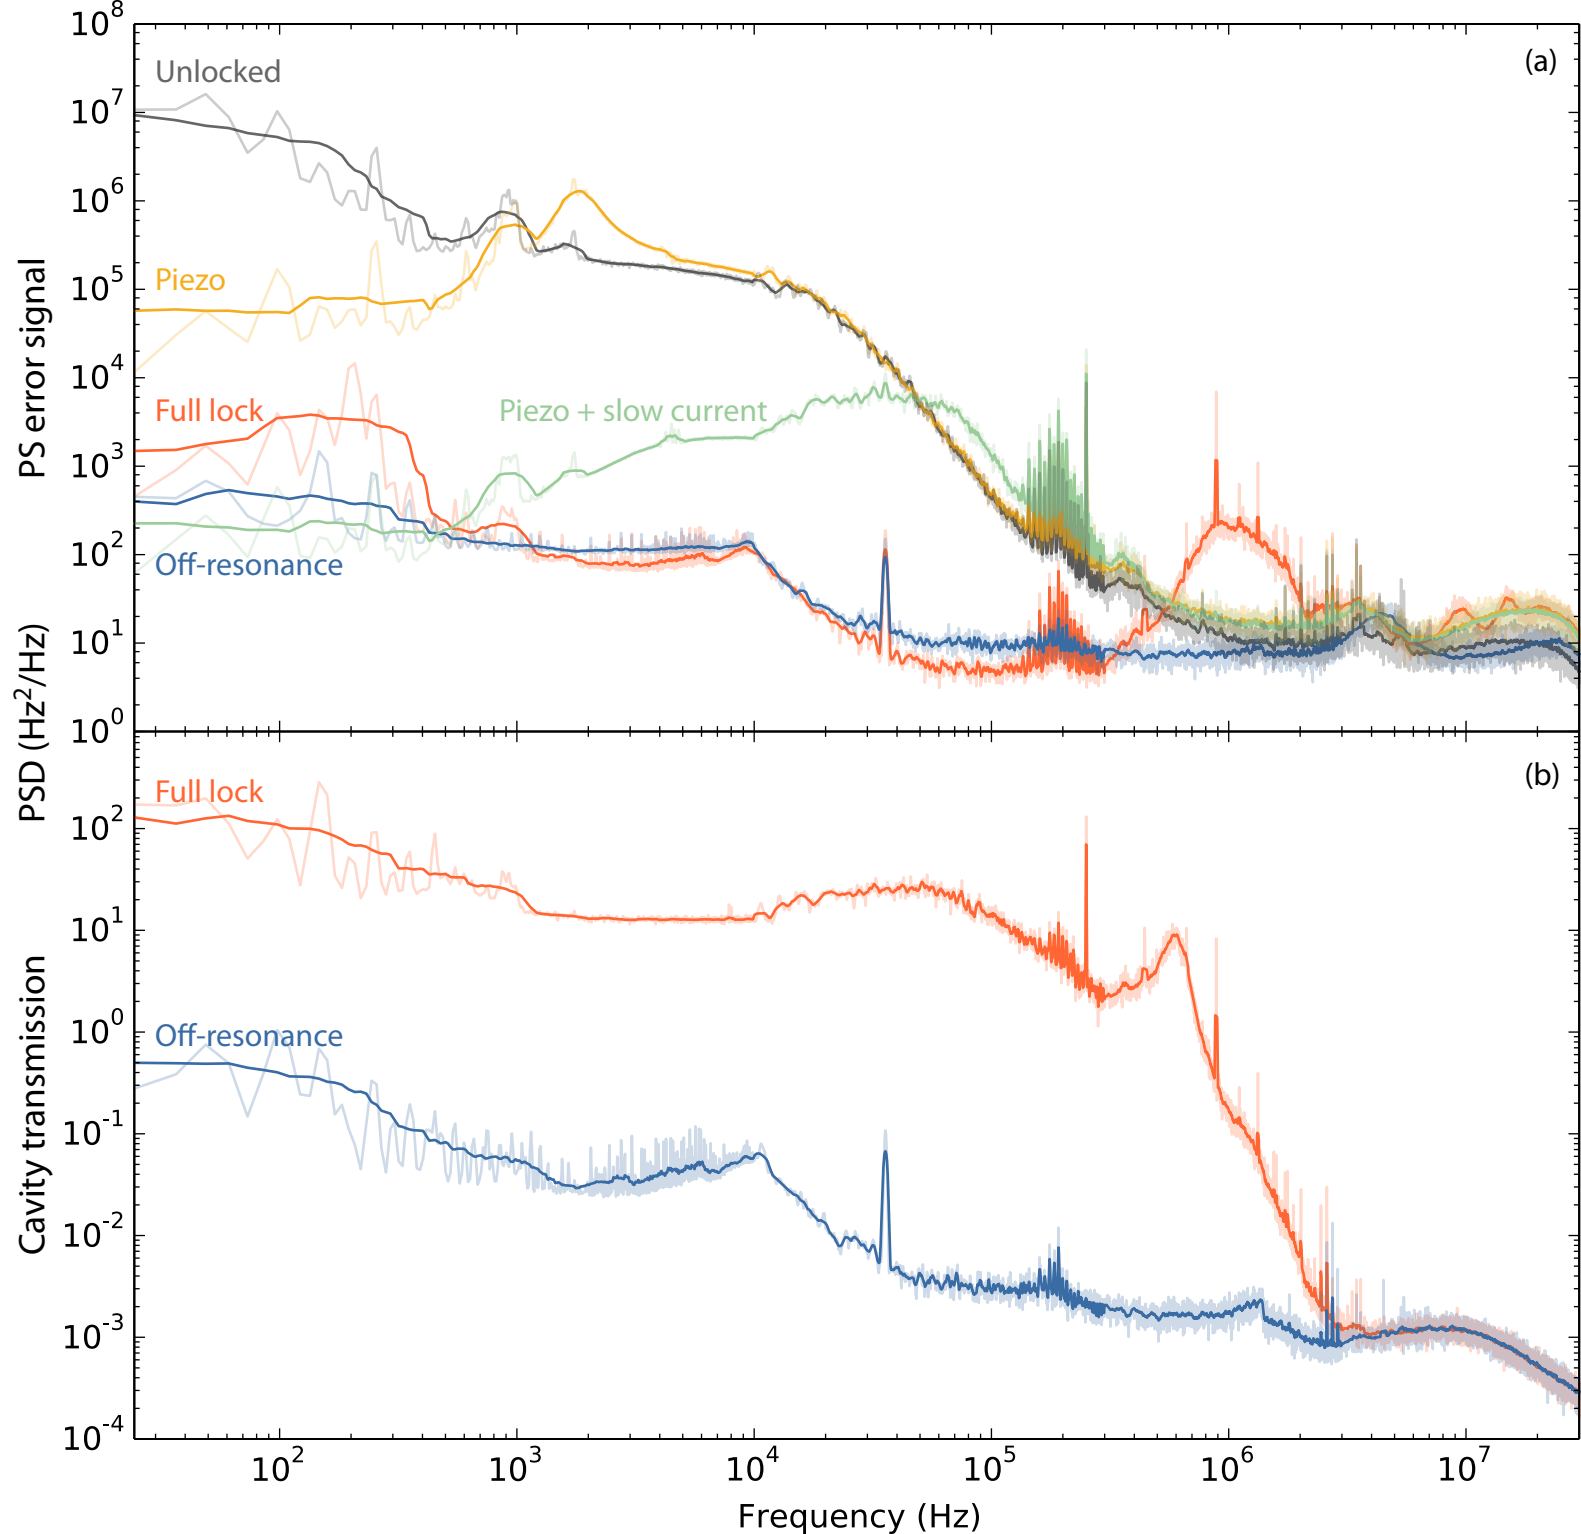 10^8
(a)
Unlocked
10^7
10^6
Piezo
10^5
10^4
Full lock
Piezo + slow current
10^3
10^2
Off-resonance
10^1
10^0
PS error signal
PSD (Hz^2/Hz)
Cavity transmission
(b)
Full lock
10^2
10^1
10^0
Off-resonance
10^-1
10^-2
10^-3
10^-4
10^2 10^3 10^4 10^5 10^6 10^7
Frequency (Hz)